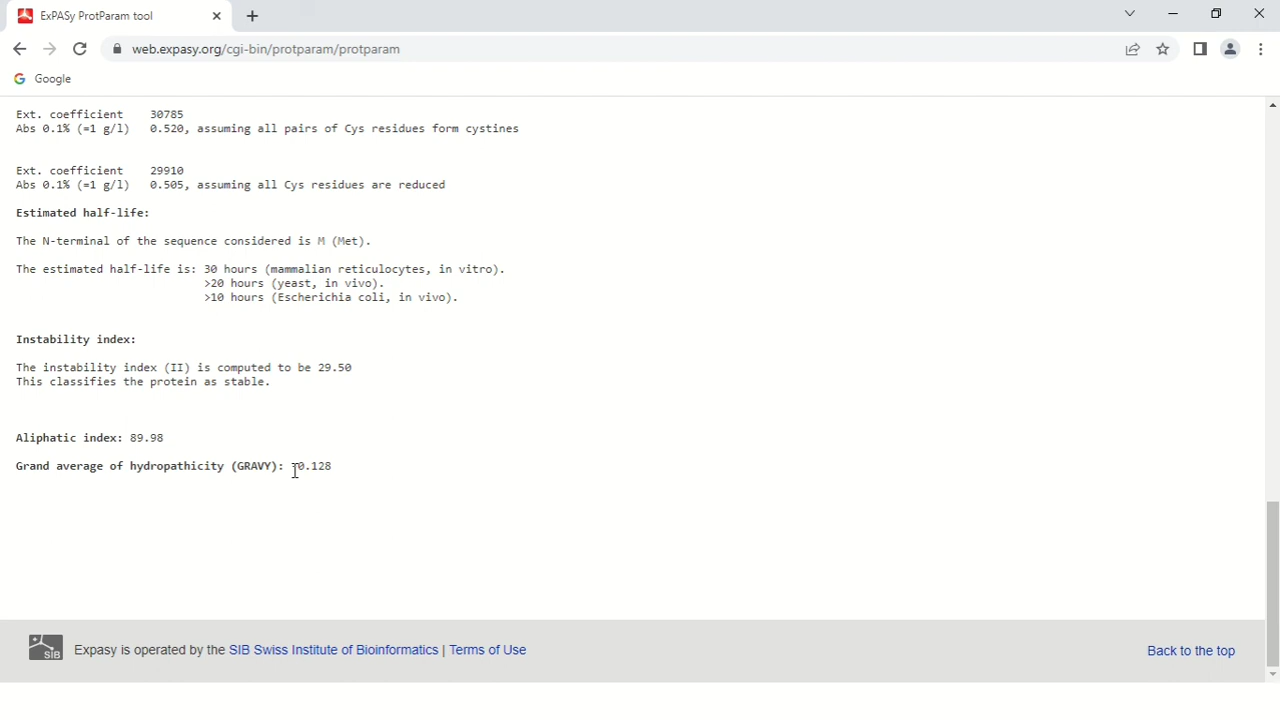 ExPASy ProtParam tool
web.expasy.org/cgi-bin/protparam/protparam
Google
Ext. coefficient 30785
Abs 0.1% (=1 g/l) 0.520, assuming all pairs of Cys residues form cystines
Ext. coefficient 29910
Abs 0.1% (=1 g/l) 0.505, assuming all Cys residues are reduced
Estimated half-life:
The N-terminal of the sequence considered is M (Met).
The estimated half-life is: 30 hours (mammalian reticulocytes, in vitro).
>20 hours (yeast, in vivo).
>10 hours (Escherichia coli, in vivo).
Instability index:
The instability index (II) is computed to be 29.50
This classifies the protein as stable.
Aliphatic index: 89.98
Grand average of hydropathicity (GRAVY): -0.128
SIB
Expasy is operated by the SIB Swiss Institute of Bioinformatics | Terms of Use
Back to the top